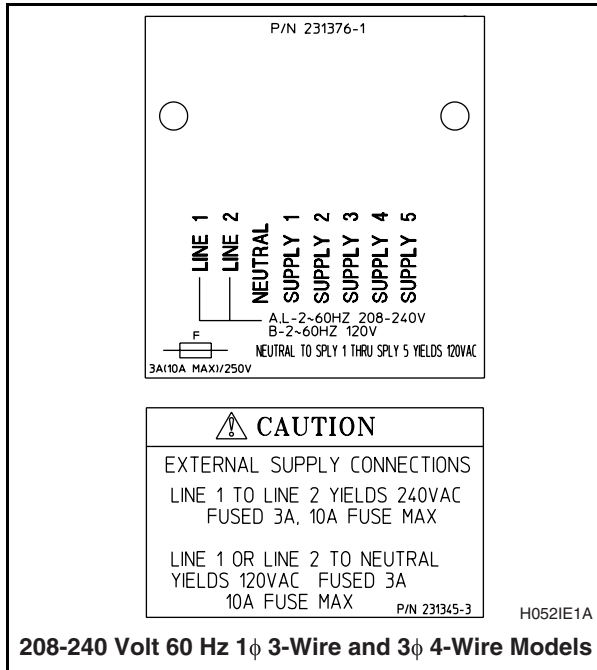 P/N 231376-1
LINE 1
LINE 2
NEUTRAL
SUPPLY 1
SUPPLY 2
SUPPLY 3
SUPPLY 4
SUPPLY 5
A,L-2~60HZ 208-240V
B-2~60HZ 120V
F
NEUTRAL TO SPLY 1 THRU SPLY 5 YIELDS 120VAC
3A(10A MAX)/250V
CAUTION
EXTERNAL SUPPLY CONNECTIONS
LINE 1 TO LINE 2 YIELDS 240VAC
FUSED 3A, 10A FUSE MAX
LINE 1 OR LINE 2 TO NEUTRAL
YIELDS 120VAC FUSED 3A
10A FUSE MAX
P/N 231345-3
H052IE1A
208-240 Volt 60 Hz 1ϕ 3-Wire and 3ϕ 4-Wire Models